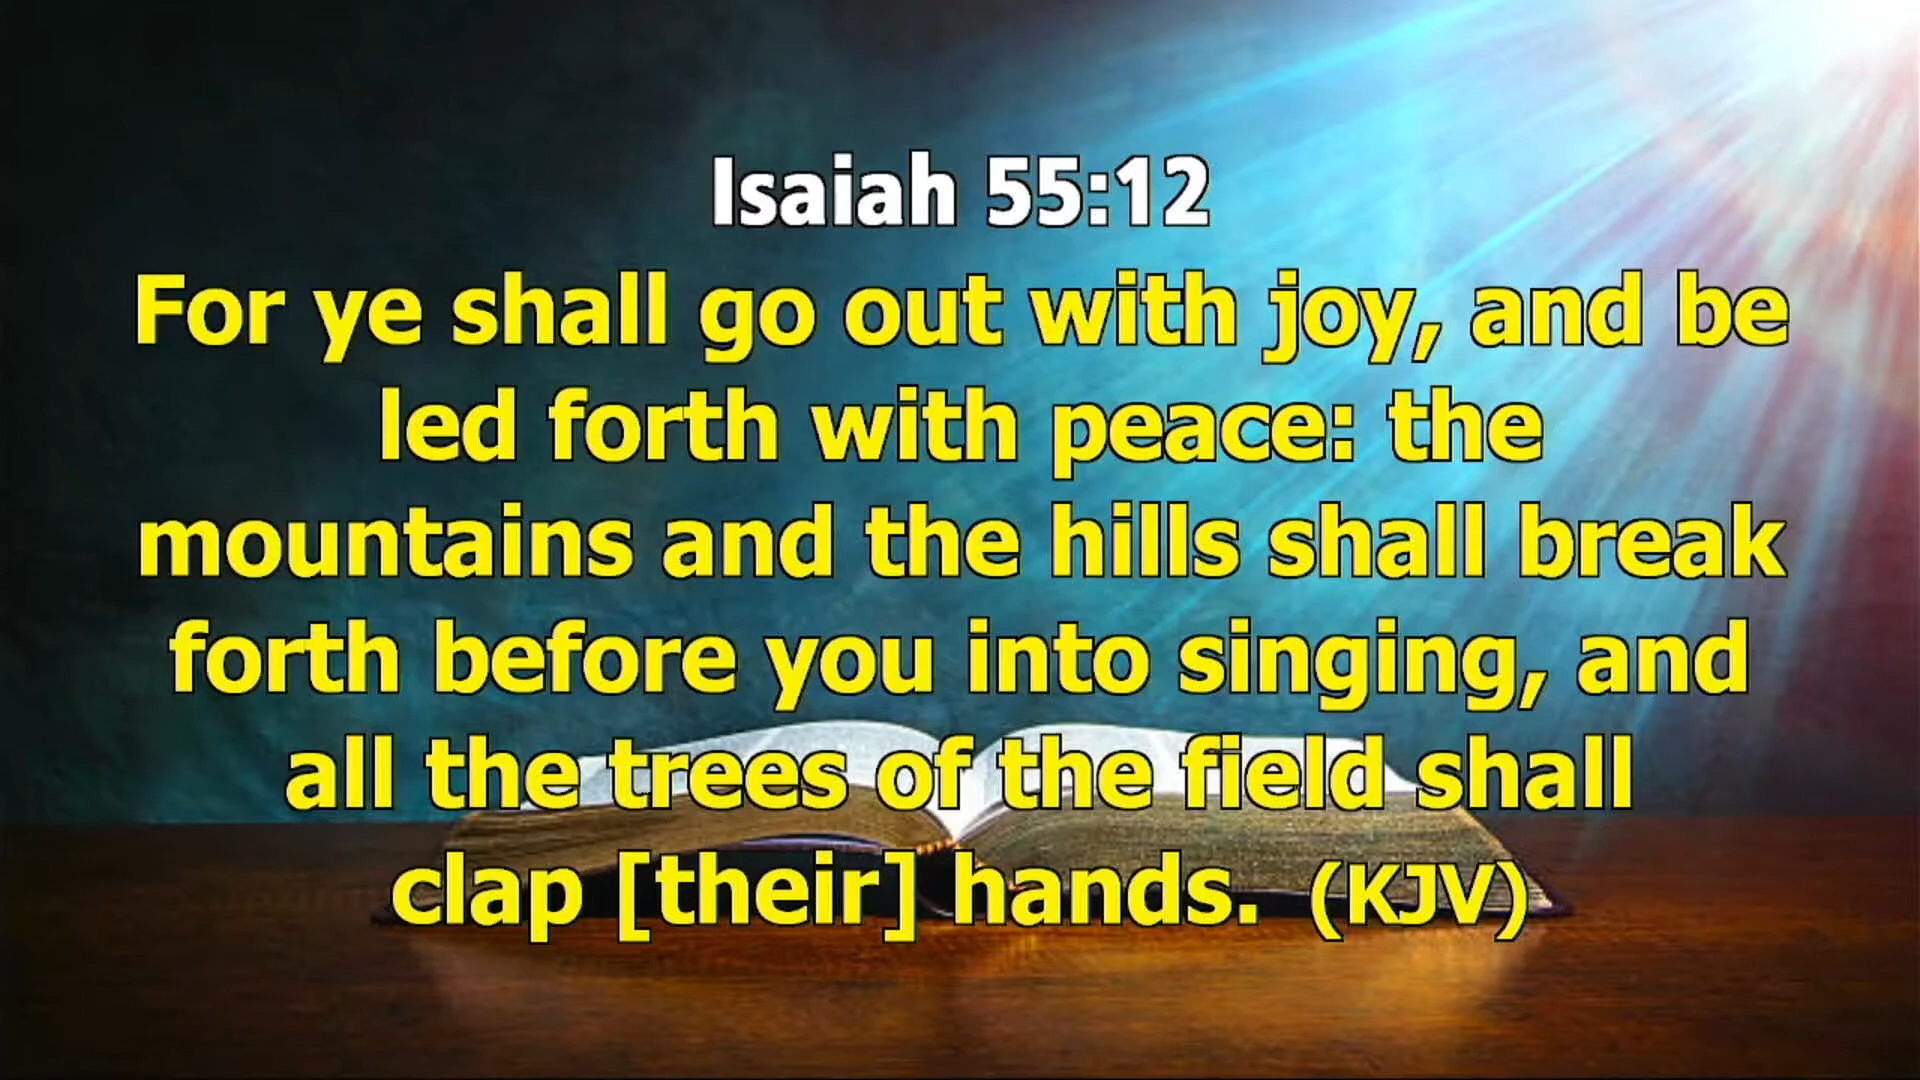 Isaiah 55:12
For ye shall go out with joy, and be
led forth with peace: the
mountains and the hills shall break
forth before you into singing, and
all the trees of the field shall
clap [their] hands. (KJV)